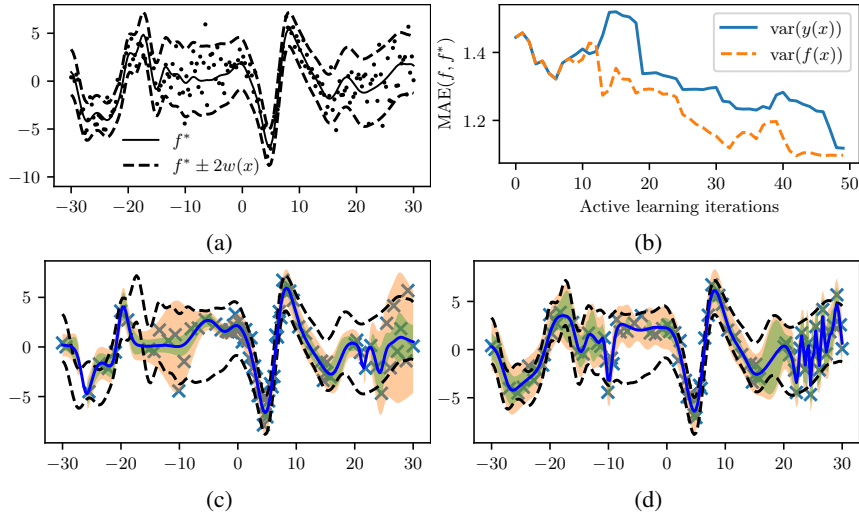 5
0
−5
−10
f*
f* ± 2w(x)
−30 −20 −10 0 10 20 30
(a)
MAE(f, f*)
1.4
1.2
var(y(x))
var(f(x))
0 10 20 30 40 50
Active learning iterations
(b)
5
0
−5
−30 −20 −10 0 10 20 30
(c)
5
0
−5
−30 −20 −10 0 10 20 30
(d)